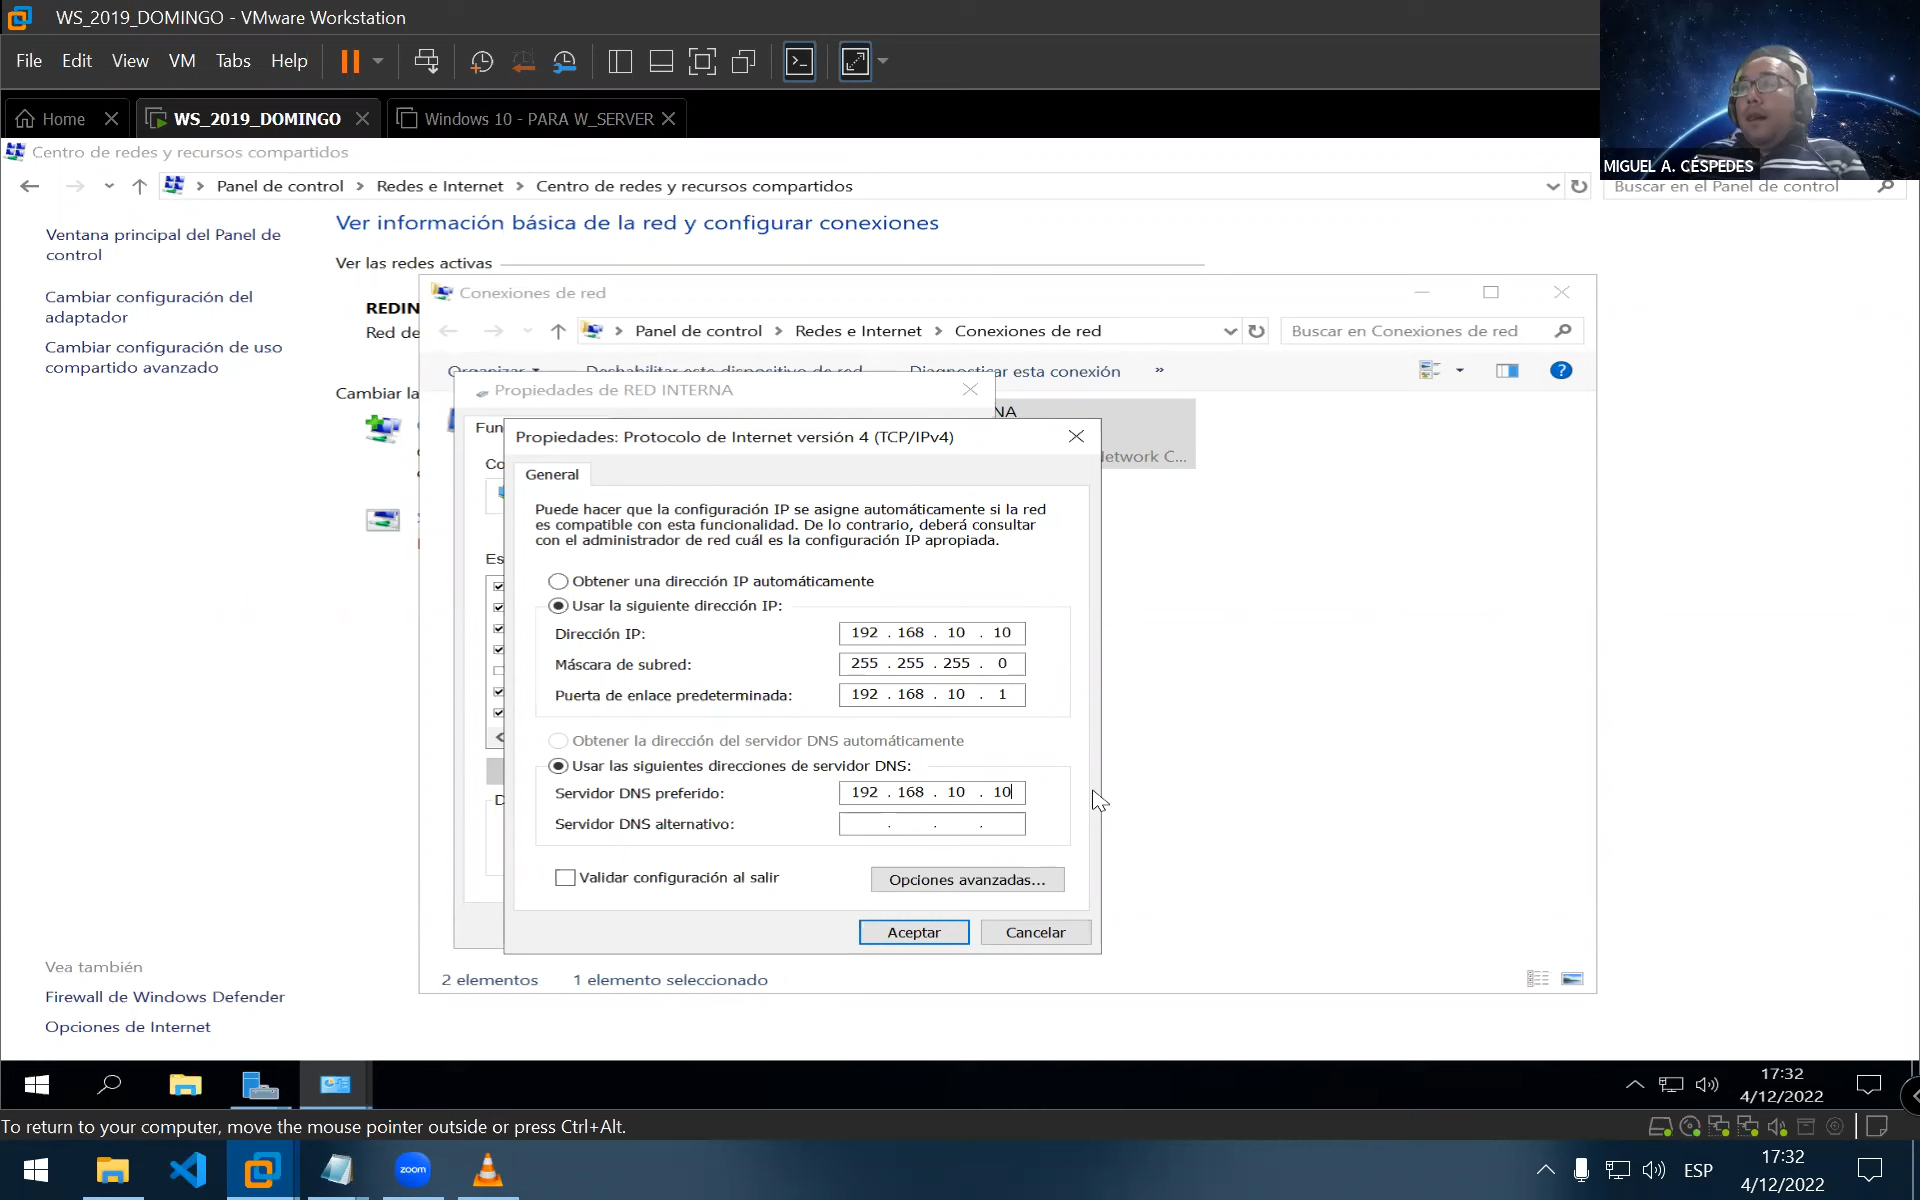 WS_2019_DOMINGO - VMware Workstation
File Edit View VM Tabs Help
Home
WS_2019_DOMINGO
Windows 10 - PARA W_SERVER
MIGUEL A. CÉSPEDES
Centro de redes y recursos compartidos
Panel de control Redes e Internet Centro de redes y recursos compartidos
Buscar en el Panel de control
Ventana principal del Panel de
control
Cambiar configuración del
adaptador
Cambiar configuración de uso
compartido avanzado
Ver información básica de la red y configurar conexiones
Ver las redes activas
REDIN
Red de
Cambiar la
Conexiones de red
Panel de control Redes e Internet Conexiones de red
Buscar en Conexiones de red
Organizar Deshabilitar este dispositivo de red Diagnosticar esta conexión »
Propiedades de RED INTERNA
NA
Network C...
Fun
Co
Es
D
Propiedades: Protocolo de Internet versión 4 (TCP/IPv4)
General
Puede hacer que la configuración IP se asigne automáticamente si la red
es compatible con esta funcionalidad. De lo contrario, deberá consultar
con el administrador de red cuál es la configuración IP apropiada.
Obtener una dirección IP automáticamente
Usar la siguiente dirección IP:
Dirección IP: 192 . 168 . 10 . 10
Máscara de subred: 255 . 255 . 255 . 0
Puerta de enlace predeterminada: 192 . 168 . 10 . 1
Obtener la dirección del servidor DNS automáticamente
Usar las siguientes direcciones de servidor DNS:
Servidor DNS preferido: 192 . 168 . 10 . 10
Servidor DNS alternativo: . . .
Validar configuración al salir
Opciones avanzadas...
Aceptar Cancelar
2 elementos 1 elemento seleccionado
Vea también
Firewall de Windows Defender
Opciones de Internet
17:32
4/12/2022
To return to your computer, move the mouse pointer outside or press Ctrl+Alt.
zoom
ESP
17:32
4/12/2022